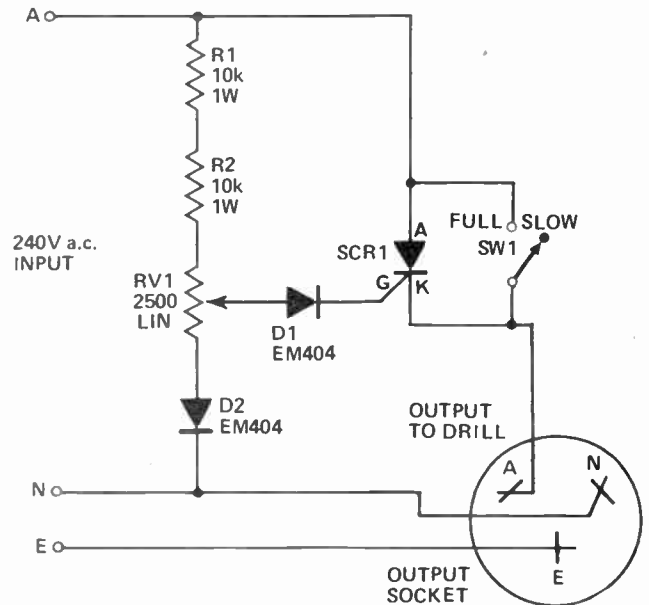 A
R1
10k
1W
R2
10k
1W
240V a.c.
INPUT
RV1
2500
LIN
D1
EM404
SCR1
A
G
K
FULL
SLOW
SW1
D2
EM404
OUTPUT
TO DRILL
A
N
N
E
E
OUTPUT
SOCKET